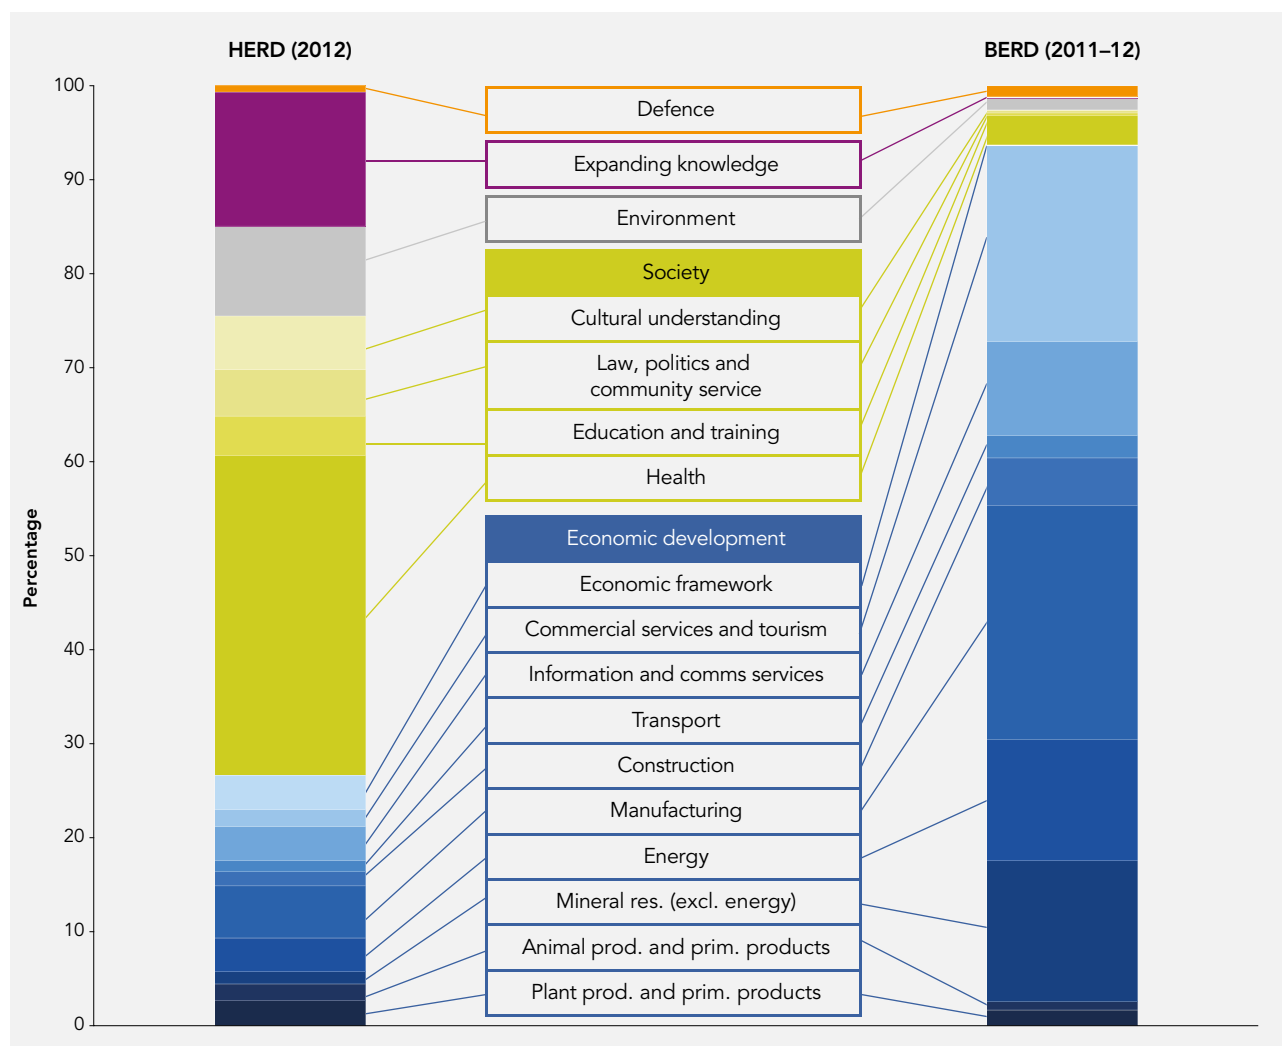 HERD (2012)
BERD (2011–12)
Percentage
100
90
80
70
60
50
40
30
20
10
0
Defence
Expanding knowledge
Environment
Society
Cultural understanding
Law, politics and
community service
Education and training
Health
Economic development
Economic framework
Commercial services and tourism
Information and comms services
Transport
Construction
Manufacturing
Energy
Mineral res. (excl. energy)
Animal prod. and prim. products
Plant prod. and prim. products